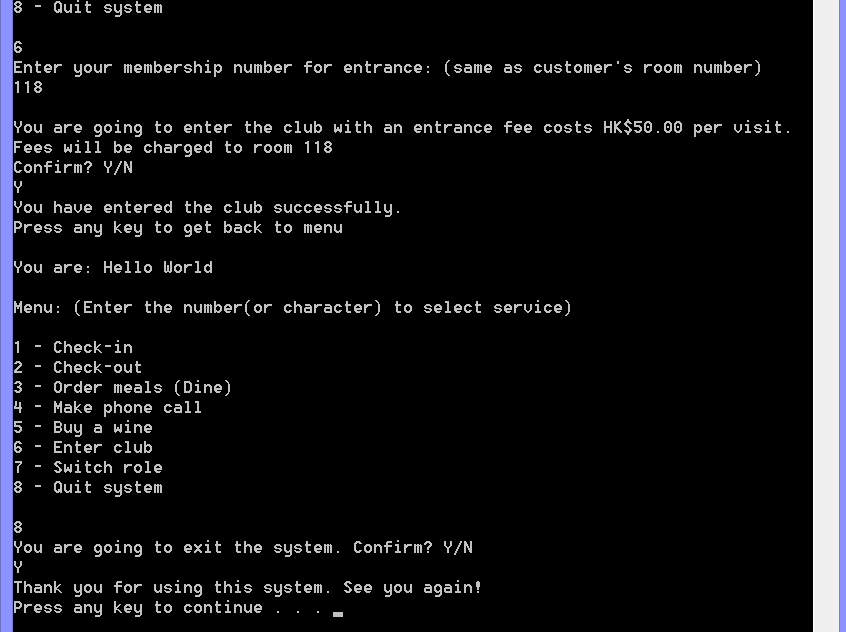 8 - Quit system
6
Enter your membership number for entrance: (same as customer's room number)
118
You are going to enter the club with an entrance fee costs HK$50.00 per visit.
Fees will be charged to room 118
Confirm? Y/N
Y
You have entered the club successfully.
Press any key to get back to menu
You are: Hello World
Menu: (Enter the number(or character) to select service)
1 - Check-in
2 - Check-out
3 - Order meals (Dine)
4 - Make phone call
5 - Buy a wine
6 - Enter club
7 - Switch role
8 - Quit system
8
You are going to exit the system. Confirm? Y/N
Y
Thank you for using this system. See you again!
Press any key to continue . . .